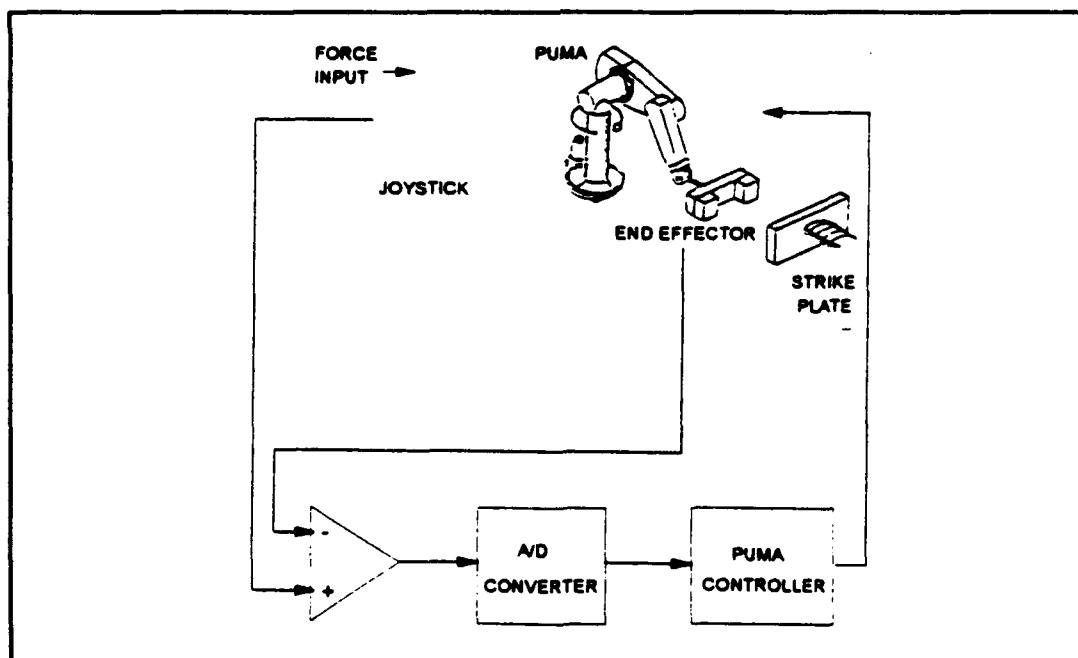 FORCE
INPUT
PUMA
JOYSTICK
END EFFECTOR
STRIKE
PLATE
-
+
A/D
CONVERTER
PUMA
CONTROLLER